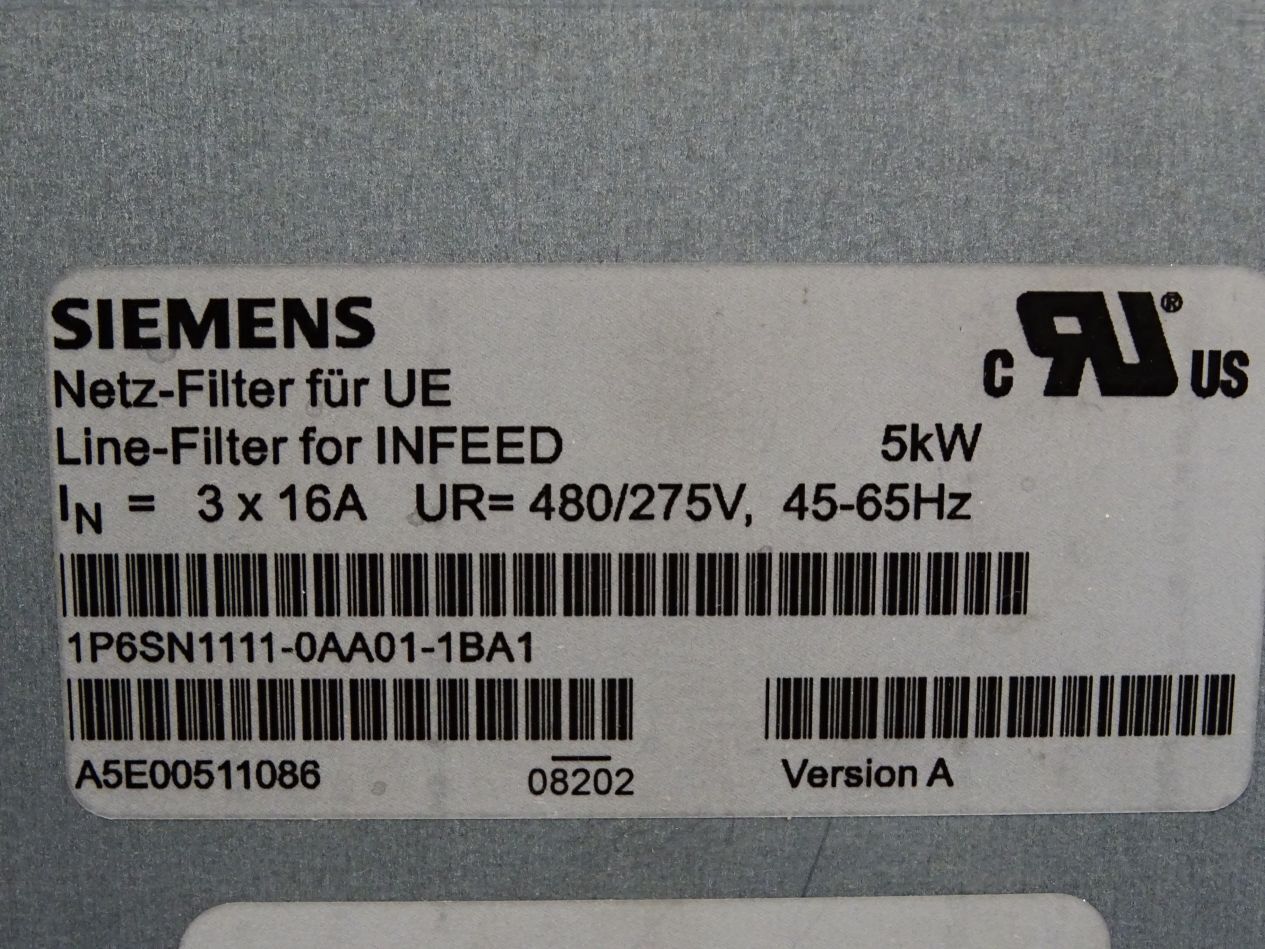 SIEMENS
Netz-Filter für UE
Line-Filter for INFEED 5kW
IN = 3 x 16A UR= 480/275V, 45-65Hz
1P6SN1111-0AA01-1BA1
A5E00511086 08202 Version A
C RU® US